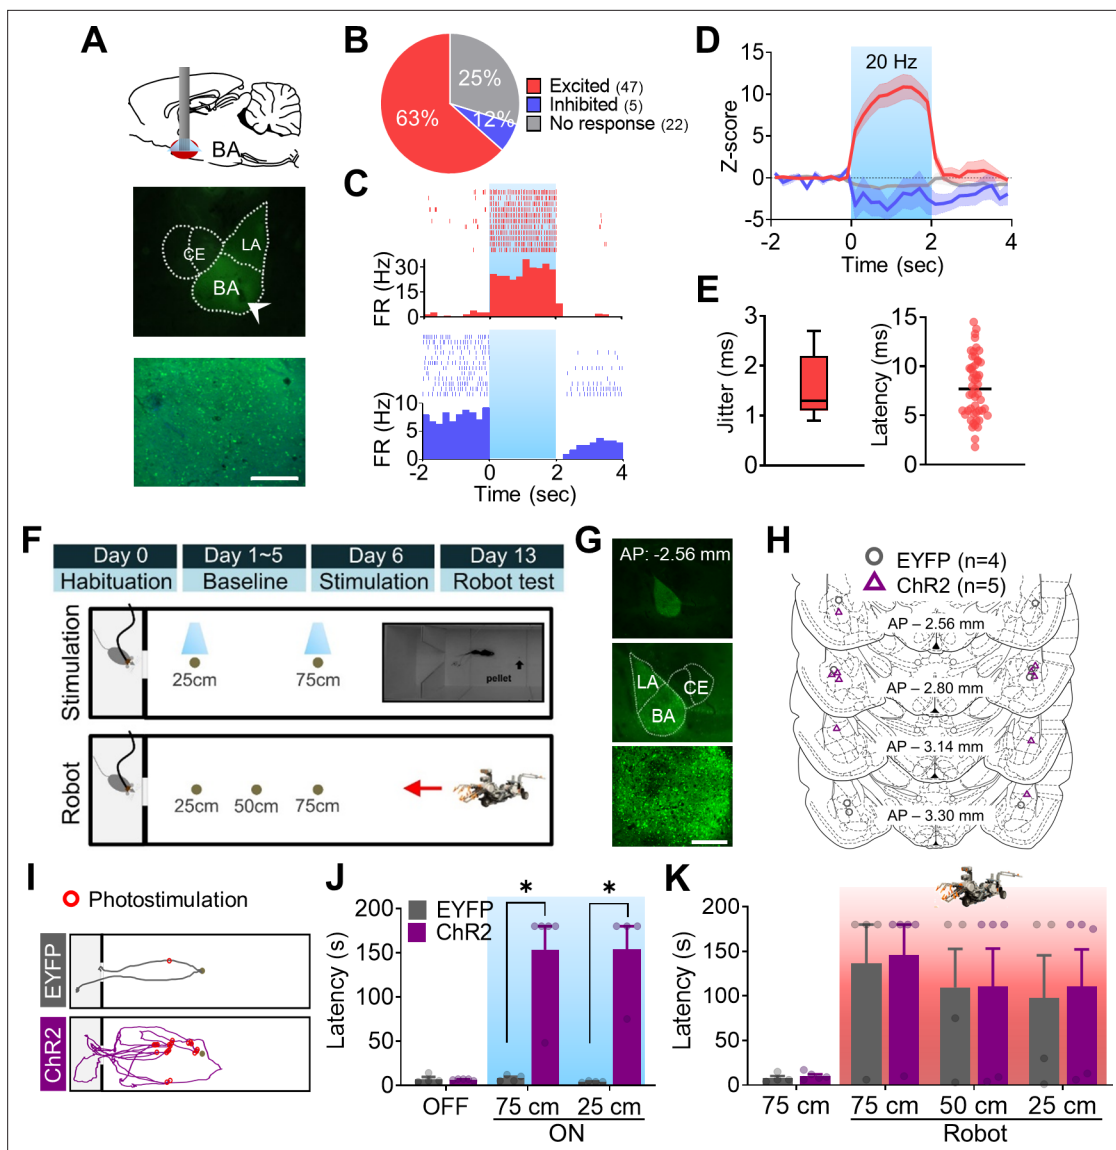 A
BA
CE
LA
BA
B
25%
63%
12%
Excited (47)
Inhibited (5)
No response (22)
C
FR (Hz)
30
15
0
FR (Hz)
10
5
0
-2 0 2 4
Time (sec)
D
20 Hz
Z-score
15
10
5
0
-5
-2 0 2 4
Time (sec)
E
Jitter (ms)
3
2
1
0
Latency (ms)
15
10
5
0
F
Day 0 Day 1~5 Day 6 Day 13
Habituation Baseline Stimulation Robot test
Stimulation
25cm 75cm
pellet
Robot
25cm 50cm 75cm
G
AP: -2.56 mm
LA
CE
BA
H
EYFP (n=4)
ChR2 (n=5)
AP – 2.56 mm
AP – 2.80 mm
AP – 3.14 mm
AP – 3.30 mm
I
Photostimulation
EYFP
ChR2
J
EYFP
ChR2
* *
Latency (s)
200
150
100
50
0
OFF 75 cm 25 cm
ON
K
Latency (s)
200
150
100
50
0
75 cm 75 cm 50 cm 25 cm
Robot